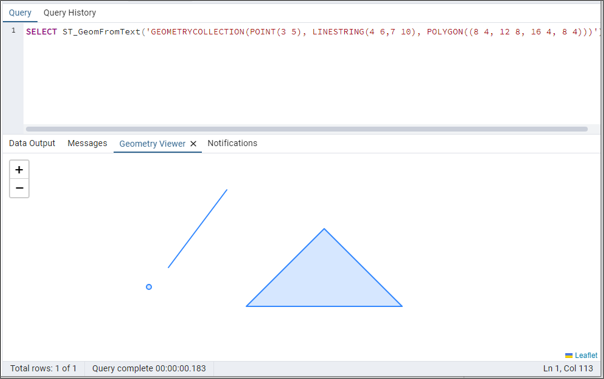 Query Query History
1 SELECT ST_GeomFromText('GEOMETRYCOLLECTION(POINT(3 5), LINESTRING(4 6,7 10), POLYGON((8 4, 12 8, 16 4, 8 4)))')
Data Output Messages Geometry Viewer ✕ Notifications
+
−
Leaflet
Total rows: 1 of 1 Query complete 00:00:00.183 Ln 1, Col 113